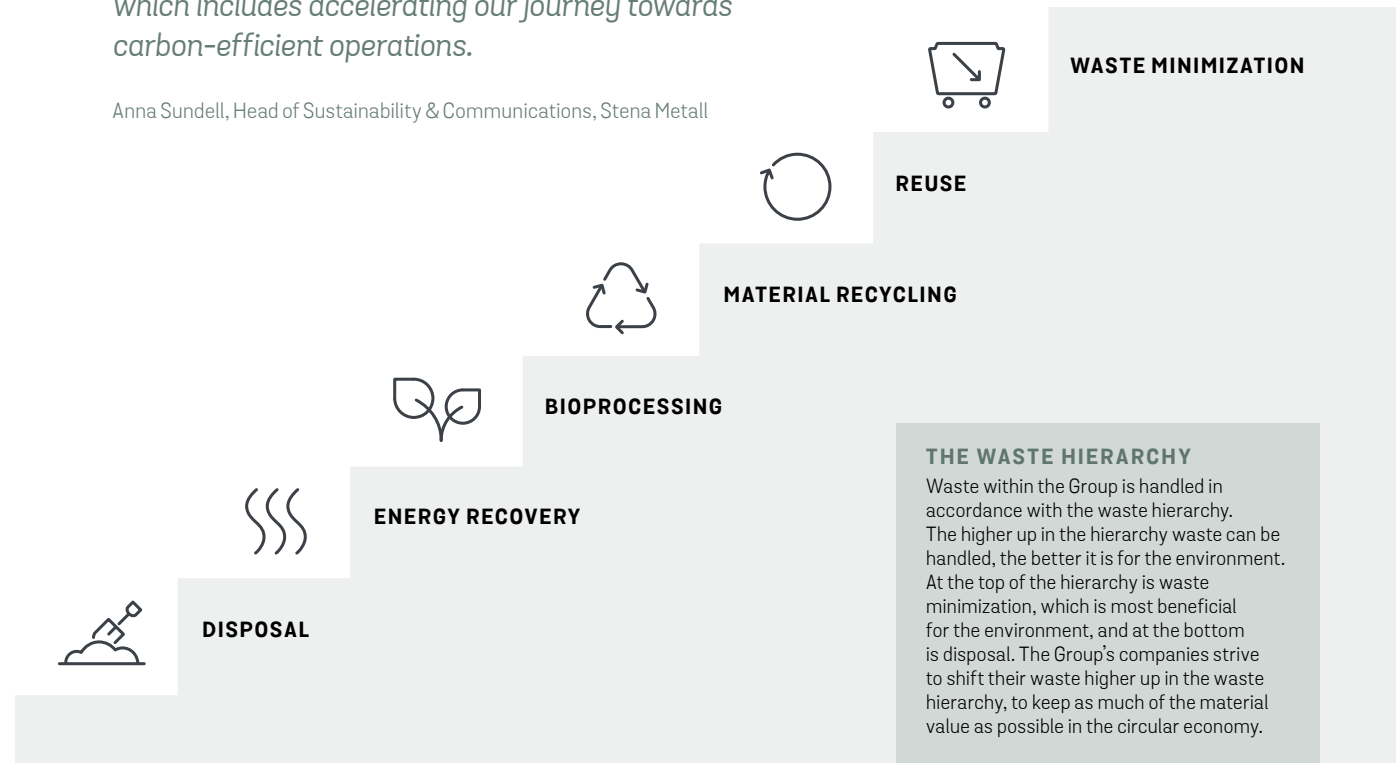 which includes accelerating our journey towards
carbon-efficient operations.
Anna Sundell, Head of Sustainability & Communications, Stena Metall
WASTE MINIMIZATION
REUSE
MATERIAL RECYCLING
BIOPROCESSING
ENERGY RECOVERY
DISPOSAL
THE WASTE HIERARCHY
Waste within the Group is handled in
accordance with the waste hierarchy.
The higher up in the hierarchy waste can be
handled, the better it is for the environment.
At the top of the hierarchy is waste
minimization, which is most beneficial
for the environment, and at the bottom
is disposal. The Group’s companies strive
to shift their waste higher up in the waste
hierarchy, to keep as much of the material
value as possible in the circular economy.